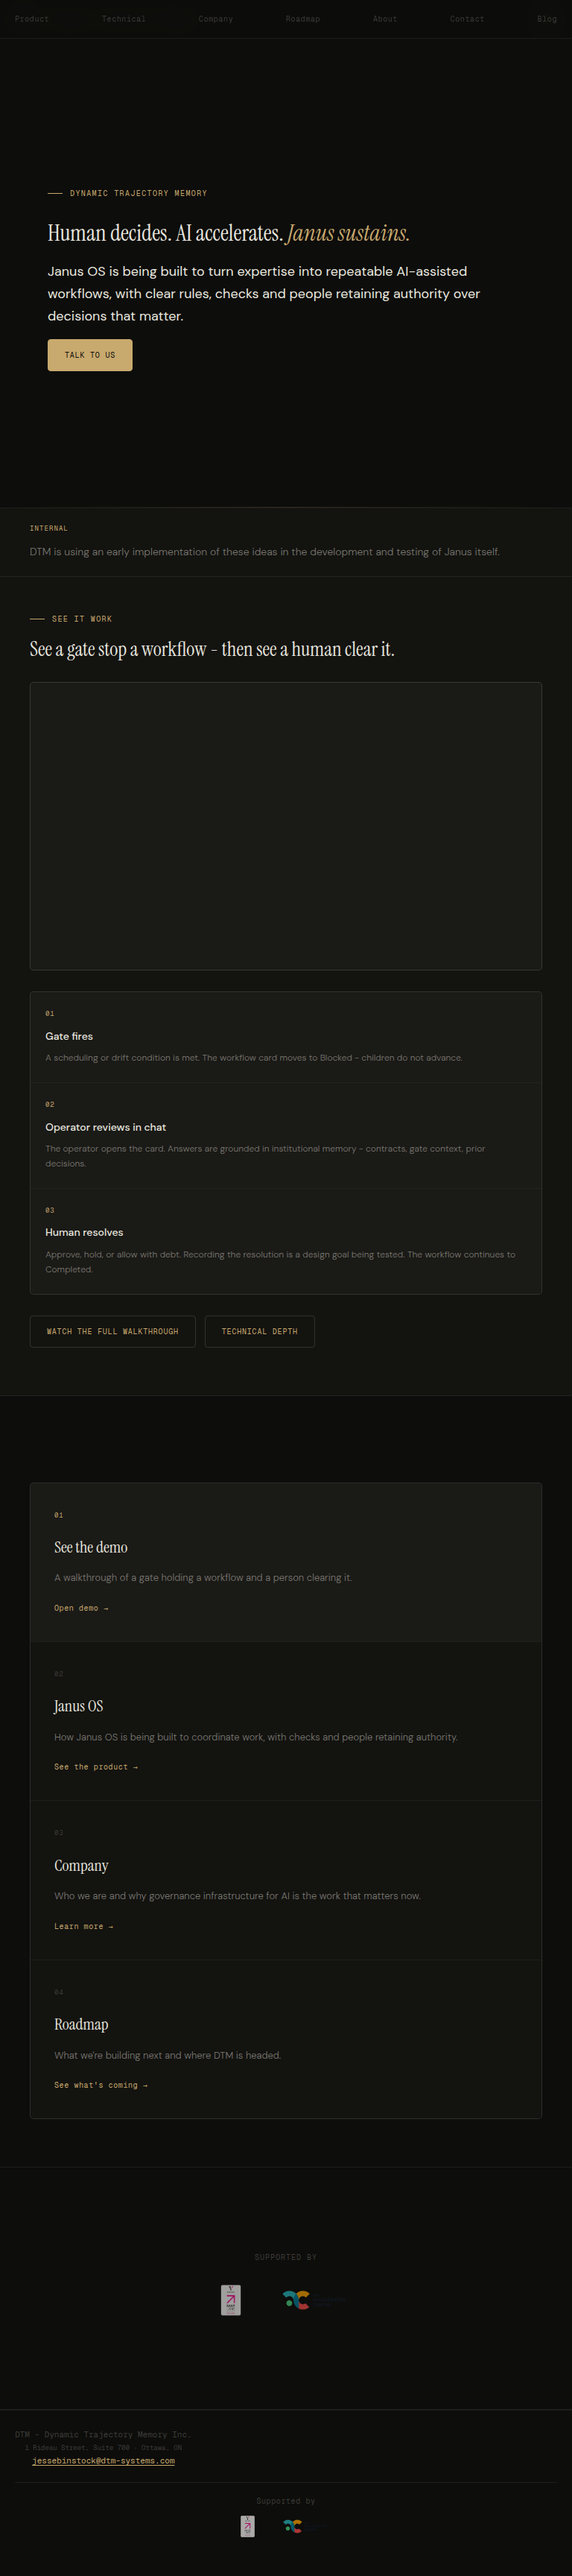 Product Technical Company Roadmap About Contact Blog
DYNAMIC TRAJECTORY MEMORY
Human decides. AI accelerates. Janus sustains.
Janus OS is being built to turn expertise into repeatable AI-assisted
workflows, with clear rules, checks and people retaining authority over
decisions that matter.
TALK TO US
INTERNAL
DTM is using an early implementation of these ideas in the development and testing of Janus itself.
SEE IT WORK
See a gate stop a workflow - then see a human clear it.
01
Gate fires
A scheduling or drift condition is met. The workflow card moves to Blocked - children do not advance.
02
Operator reviews in chat
The operator opens the card. Answers are grounded in institutional memory - contracts, gate context, prior
decisions.
03
Human resolves
Approve, hold, or allow with debt. Recording the resolution is a design goal being tested. The workflow continues to
Completed.
WATCH THE FULL WALKTHROUGH
TECHNICAL DEPTH
01
See the demo
A walkthrough of a gate holding a workflow and a person clearing it.
Open demo →
02
Janus OS
How Janus OS is being built to coordinate work, with checks and people retaining authority.
See the product →
03
Company
Who we are and why governance infrastructure for AI is the work that matters now.
Learn more →
04
Roadmap
What we're building next and where DTM is headed.
See what's coming →
SUPPORTED BY
DTM - Dynamic Trajectory Memory Inc.
1 Rideau Street, Suite 700 · Ottawa, ON
jessebinstock@dtm-systems.com
Supported by